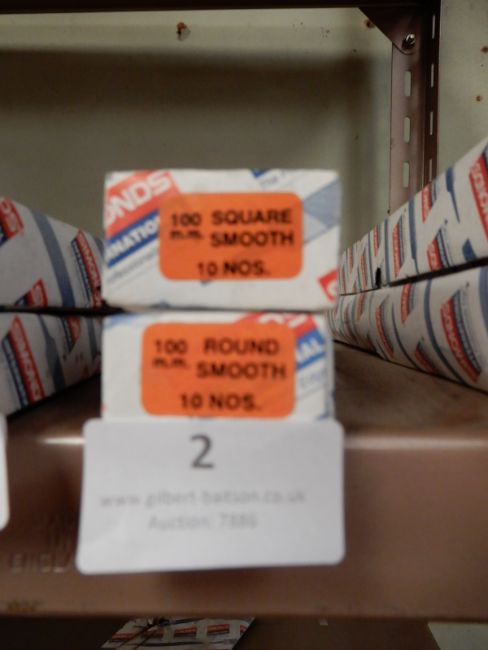 100 SQUARE
m.m. SMOOTH
10 NOS.
100 ROUND
m.m. SMOOTH
10 NOS.
2
www.gilbert-baitson.co.uk
Auction: 7886